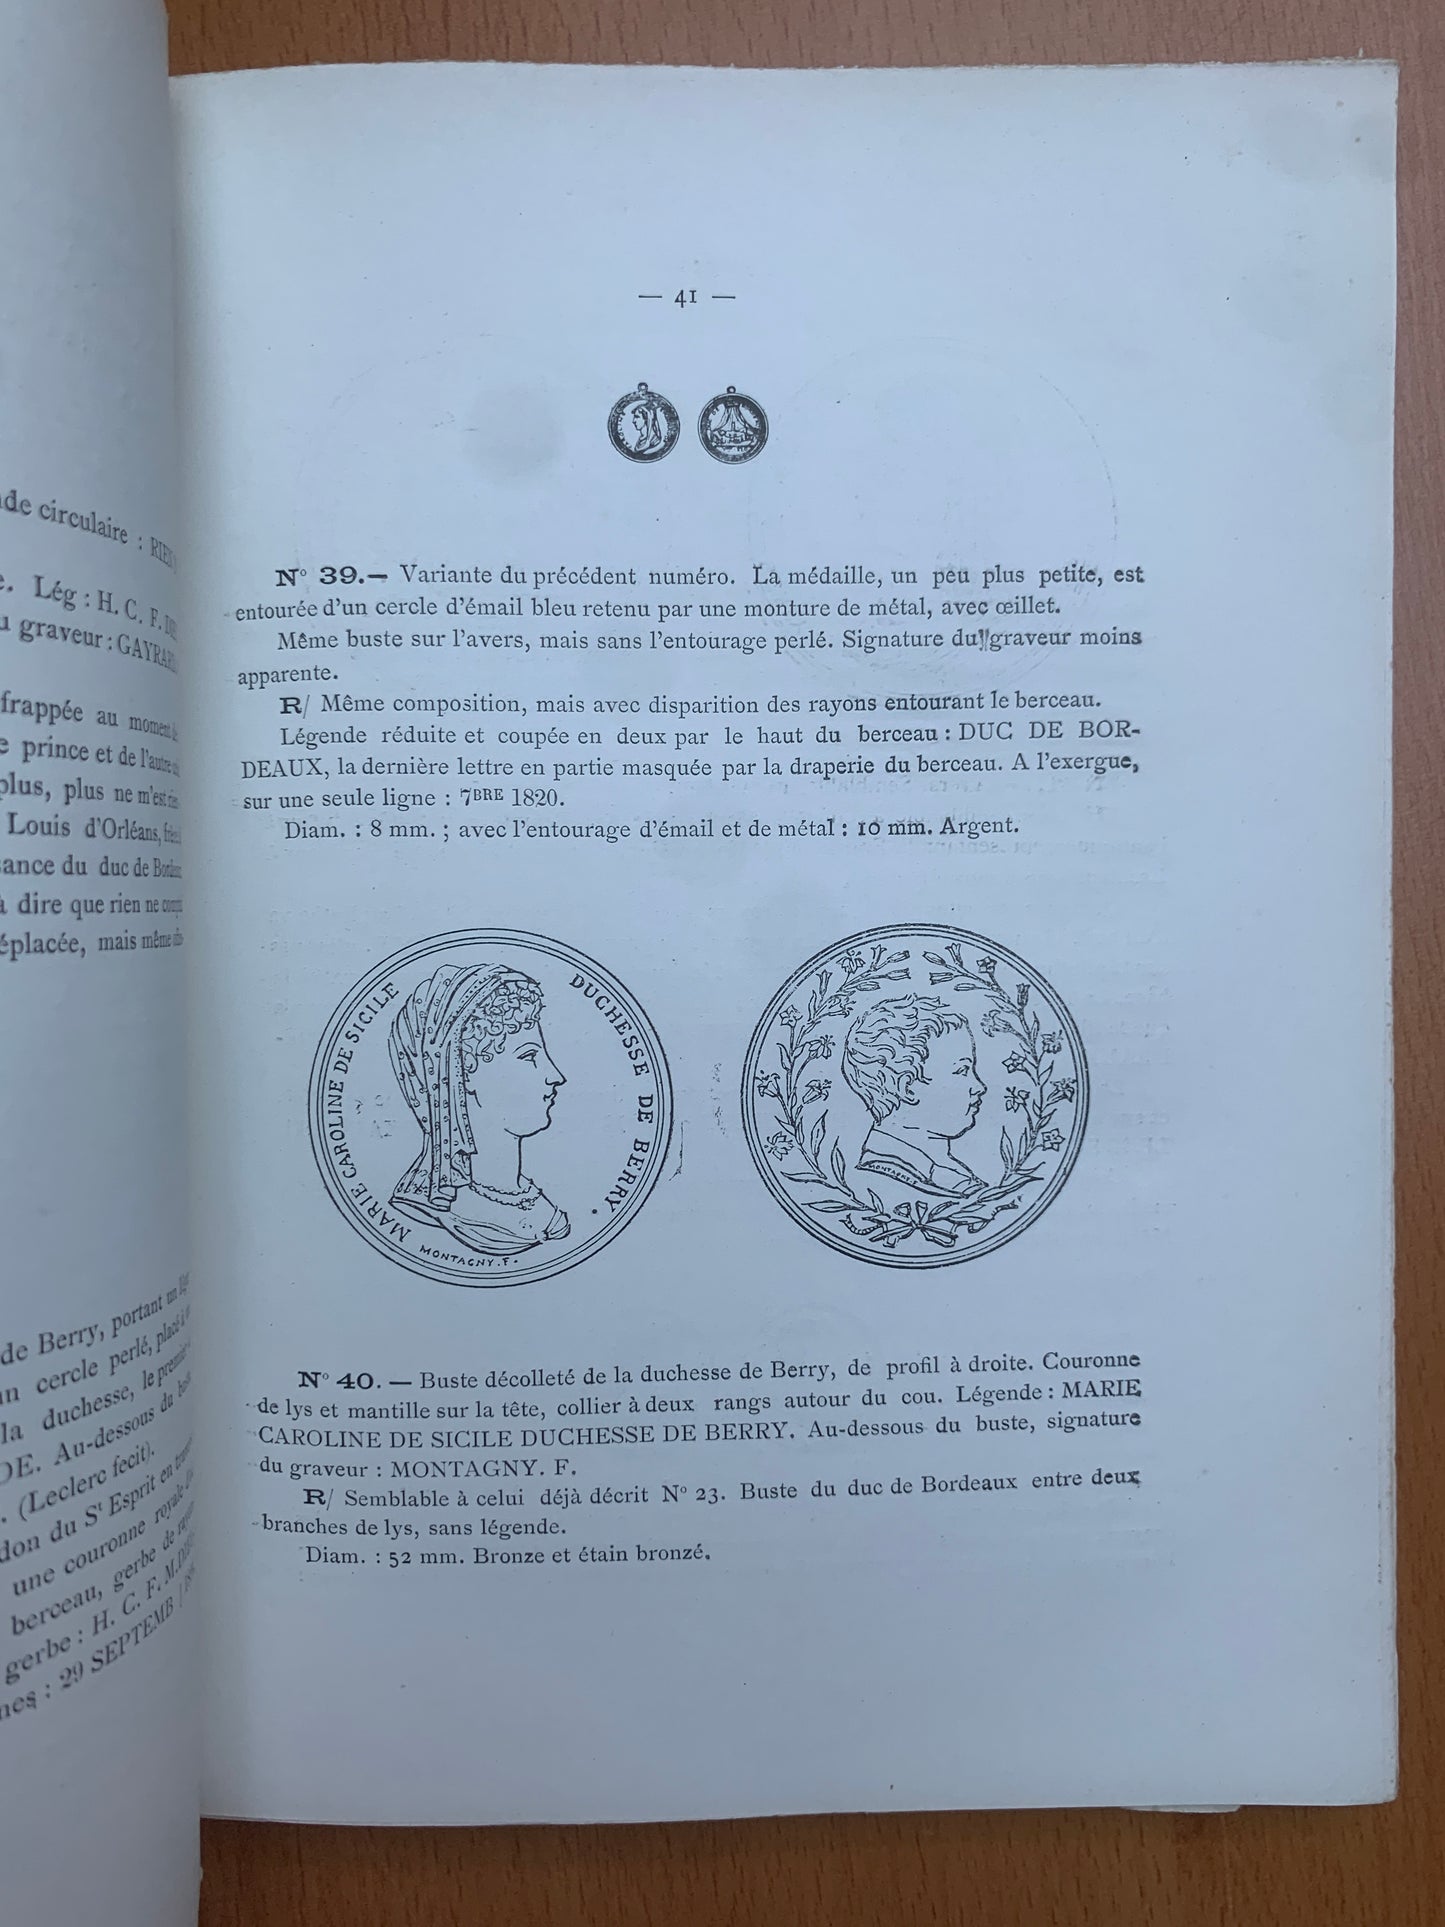 de circulaire :
Lég : H. C. F.
graveur : GAYRARD
frappée au moment
prince et de l'autre
plus, plus ne m'est
Louis d'Orléans,
duc de
dire que rien ne
mais même
de Berry, portant un
cercle perlé, placé à
la duchesse, le premier
Au-dessous du
(Leclerc fecit).
du St Esprit en
une couronne royale
berceau, gerbe de
gerbe : H. C. F. M.
: 29 SEPTEMB
— 41 —
N° 39.— Variante du précédent numéro. La médaille, un peu plus petite, est
entourée d'un cercle d'émail bleu retenu par une monture de métal, avec œillet.
Même buste sur l'avers, mais sans l'entourage perlé. Signature du graveur moins
apparente.
R/ Même composition, mais avec disparition des rayons entourant le berceau.
Légende réduite et coupée en deux par le haut du berceau : DUC DE BOR-
DEAUX, la dernière lettre en partie masquée par la draperie du berceau. A l'exergue,
sur une seule ligne : 7BRE 1820.
Diam. : 8 mm. ; avec l'entourage d'émail et de métal : 10 mm. Argent.
MARIE CAROLINE DE SICILE DUCHESSE DE BERRY .
MONTAGNY . F .
MONTAGNY. F
N° 40. — Buste décolleté de la duchesse de Berry, de profil à droite. Couronne
de lys et mantille sur la tête, collier à deux rangs autour du cou. Légende : MARIE
CAROLINE DE SICILE DUCHESSE DE BERRY. Au-dessous du buste, signature
du graveur : MONTAGNY. F.
R/ Semblable à celui déjà décrit N° 23. Buste du duc de Bordeaux entre deux
branches de lys, sans légende.
Diam. : 52 mm. Bronze et étain bronzé.